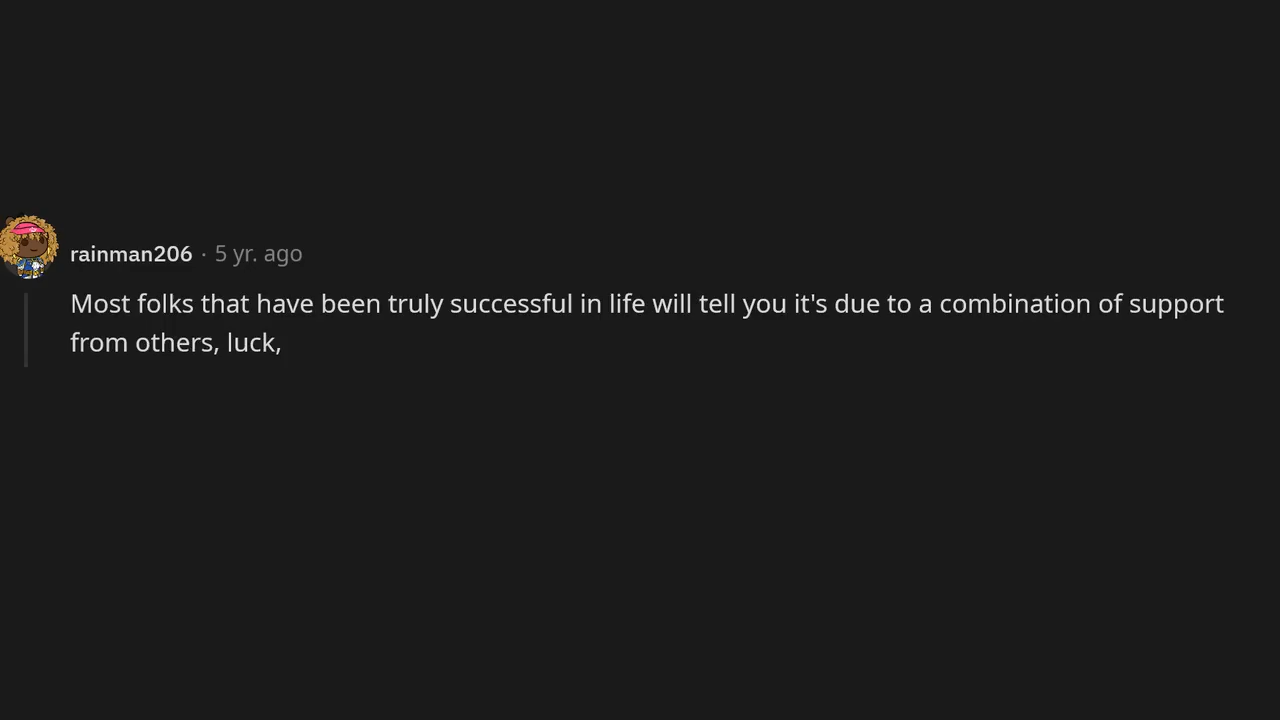 rainman206 · 5 yr. ago
Most folks that have been truly successful in life will tell you it's due to a combination of support
from others, luck,